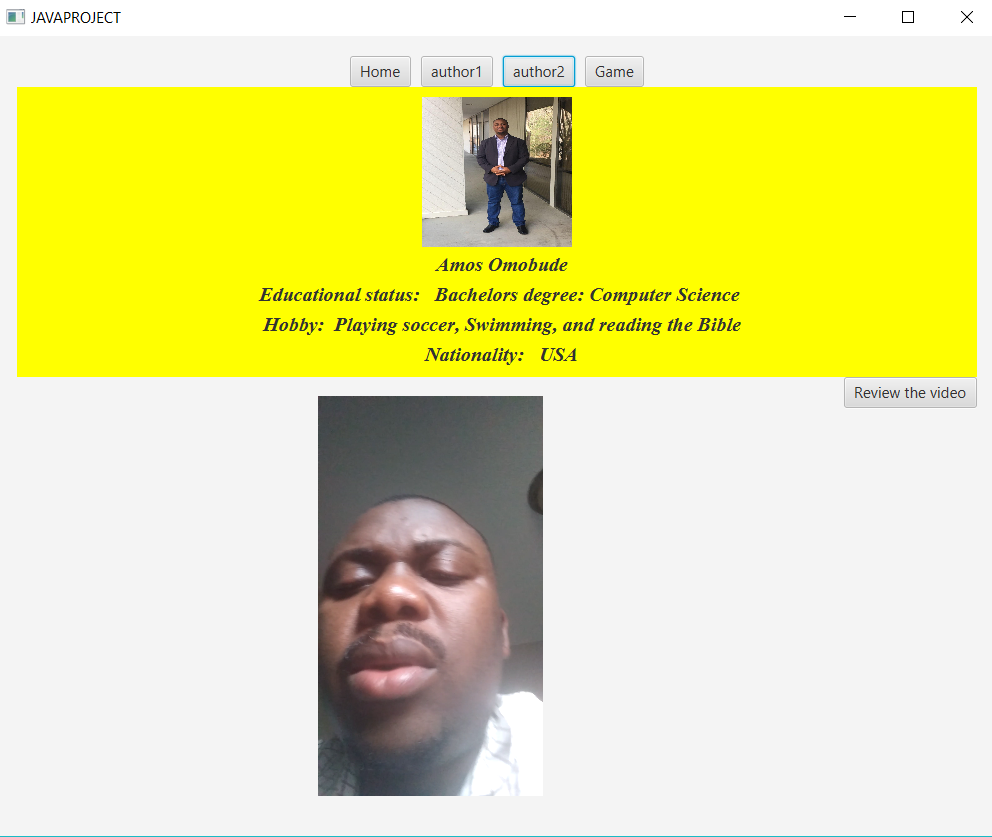 JAVAPROJECT
Home author1 author2 Game
Amos Omobude
Educational status: Bachelors degree: Computer Science
Hobby: Playing soccer, Swimming, and reading the Bible
Nationality: USA
Review the video